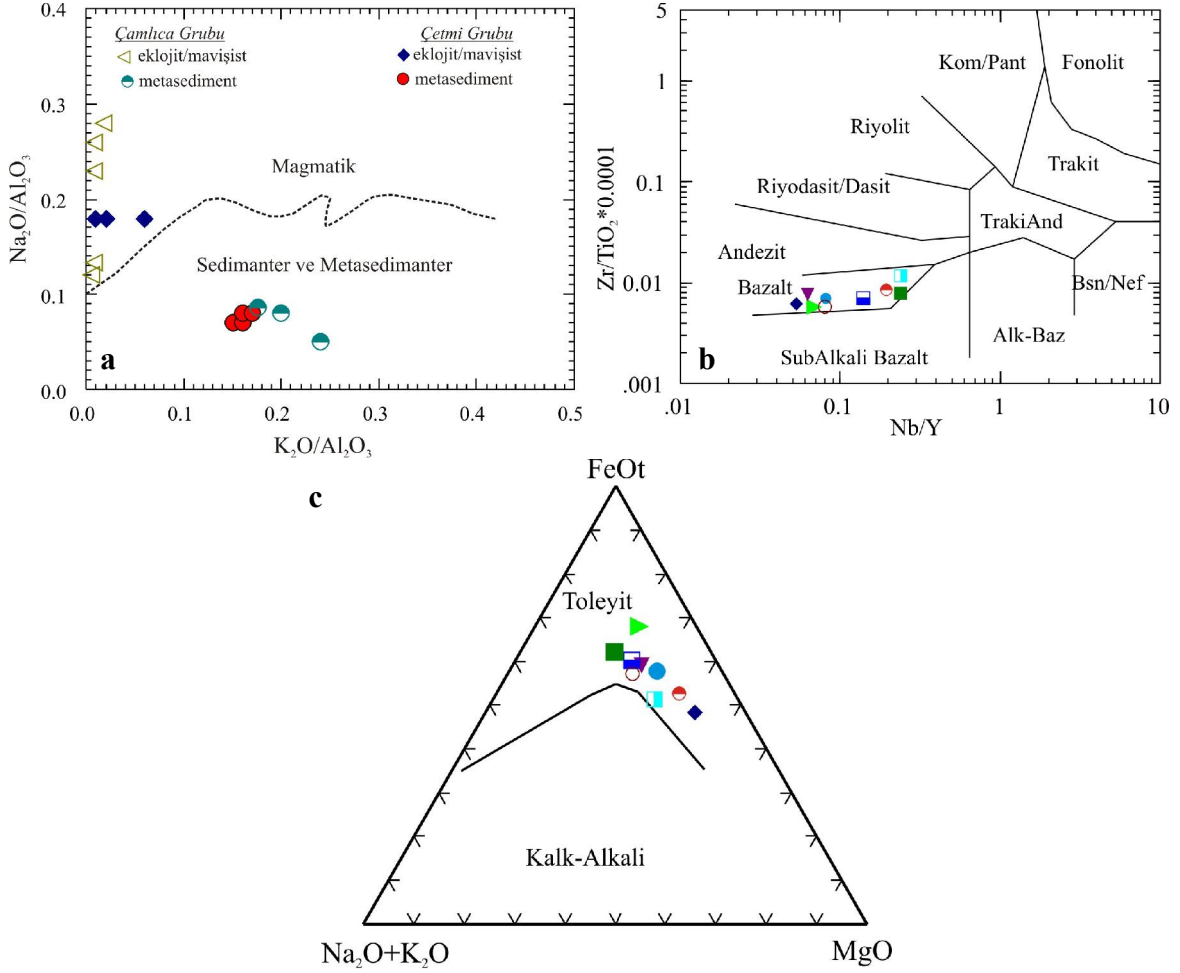 0.4
0.3
0.2
0.1
0.0
Na₂O/Al₂O₃
Çamlıca Grubu
eklojit/mavişist
metasediment
Çetmi Grubu
eklojit/mavişist
metasediment
Magmatik
Sedimanter ve Metasedimanter
a
0.0 0.1 0.2 0.3 0.4 0.5
K₂O/Al₂O₃
5
1
0.1
0.01
.001
Zr/TiO₂*0.0001
Kom/Pant
Fonolit
Riyolit
Trakit
Riyodasit/Dasit
TrakiAnd
Andezit
Bazalt
Bsn/Nef
Alk-Baz
SubAlkali Bazalt
b
.01 0.1 1 10
Nb/Y
c
FeOt
Toleyit
Kalk-Alkali
Na₂O+K₂O
MgO